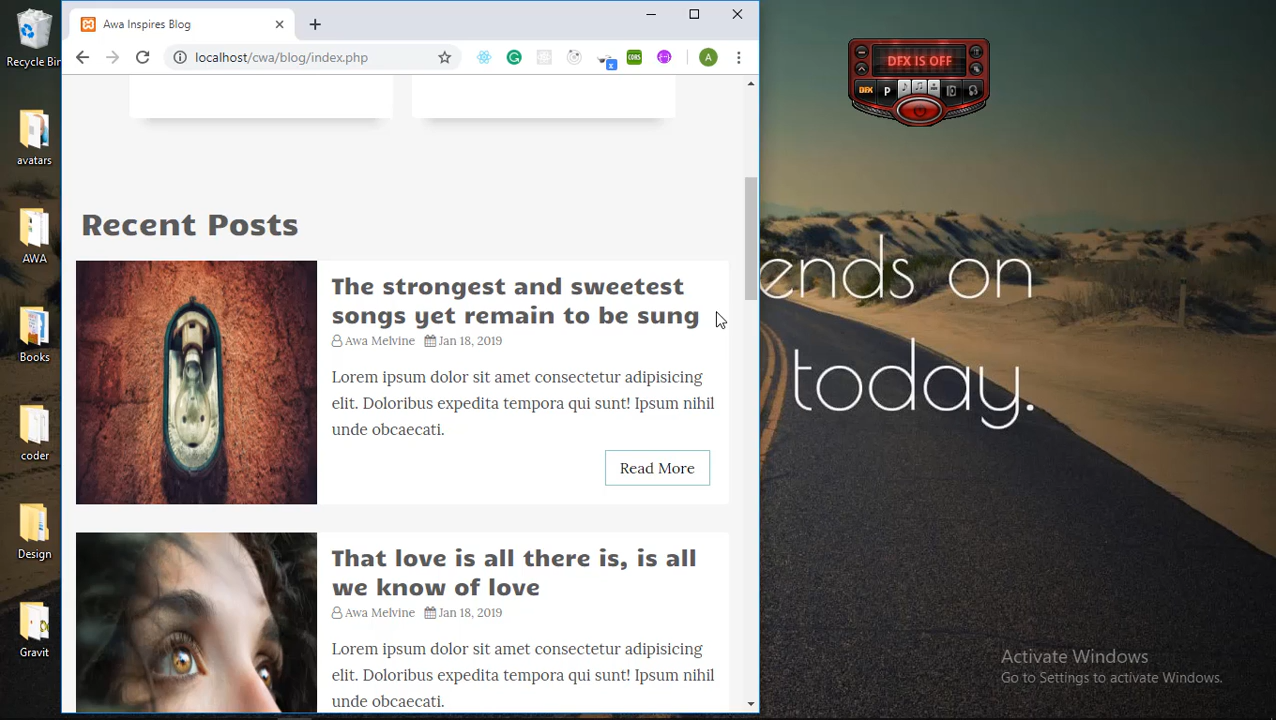 Recycle Bin
Awa Inspires Blog
localhost/cwa/blog/index.php
CORS
x
A
DFX IS OFF
DFX
P
avatars
AWA
Books
coder
Design
Gravit
Recent Posts
The strongest and sweetest
songs yet remain to be sung
Awa Melvine Jan 18, 2019
Lorem ipsum dolor sit amet consectetur adipisicing
elit. Doloribus expedita tempora qui sunt! Ipsum nihil
unde obcaecati.
Read More
That love is all there is, is all
we know of love
Awa Melvine Jan 18, 2019
Lorem ipsum dolor sit amet consectetur adipisicing
elit. Doloribus expedita tempora qui sunt! Ipsum nihil
unde obcaecati.
ends on
today.
Activate Windows
Go to Settings to activate Windows.